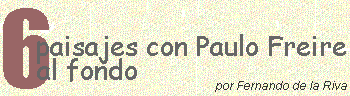 6 paisajes con Paulo Freire
al fondo
por Fernando de la Riva